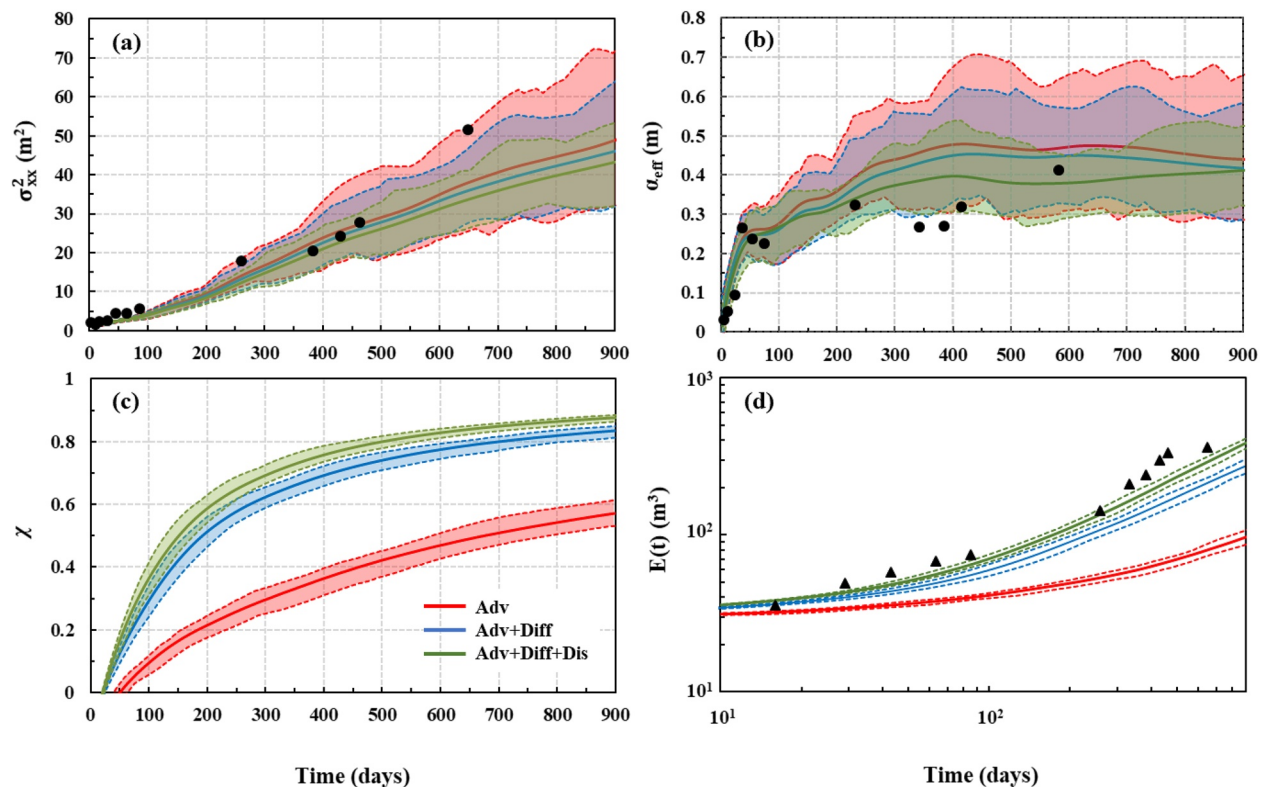 (a)
σ²xx (m²)
80
70
60
50
40
30
20
10
0
0 100 200 300 400 500 600 700 800 900
(b)
αeff (m)
0.8
0.7
0.6
0.5
0.4
0.3
0.2
0.1
0
0 100 200 300 400 500 600 700 800 900
(c)
χ
1
0.8
0.6
0.4
0.2
0
0 100 200 300 400 500 600 700 800 900
Adv
Adv+Diff
Adv+Diff+Dis
Time (days)
(d)
E(t) (m³)
10³
10²
10¹
10¹ 10²
Time (days)